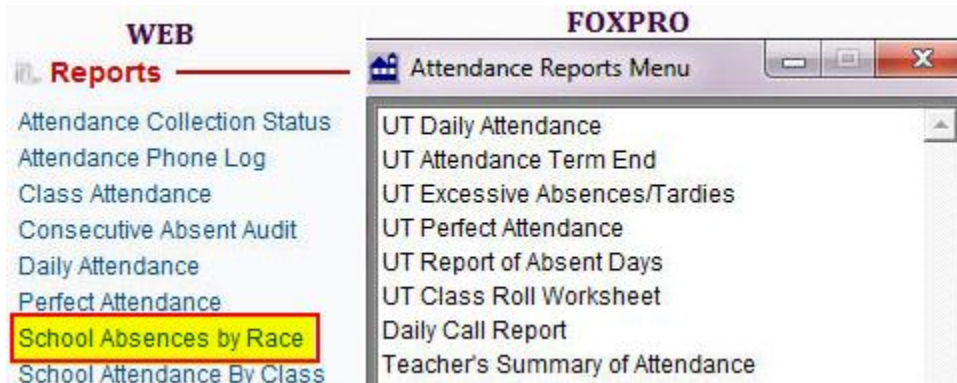 WEB
Reports
Attendance Collection Status
Attendance Phone Log
Class Attendance
Consecutive Absent Audit
Daily Attendance
Perfect Attendance
School Absences by Race
School Attendance By Class
FOXPRO
Attendance Reports Menu
UT Daily Attendance
UT Attendance Term End
UT Excessive Absences/Tardies
UT Perfect Attendance
UT Report of Absent Days
UT Class Roll Worksheet
Daily Call Report
Teacher's Summary of Attendance